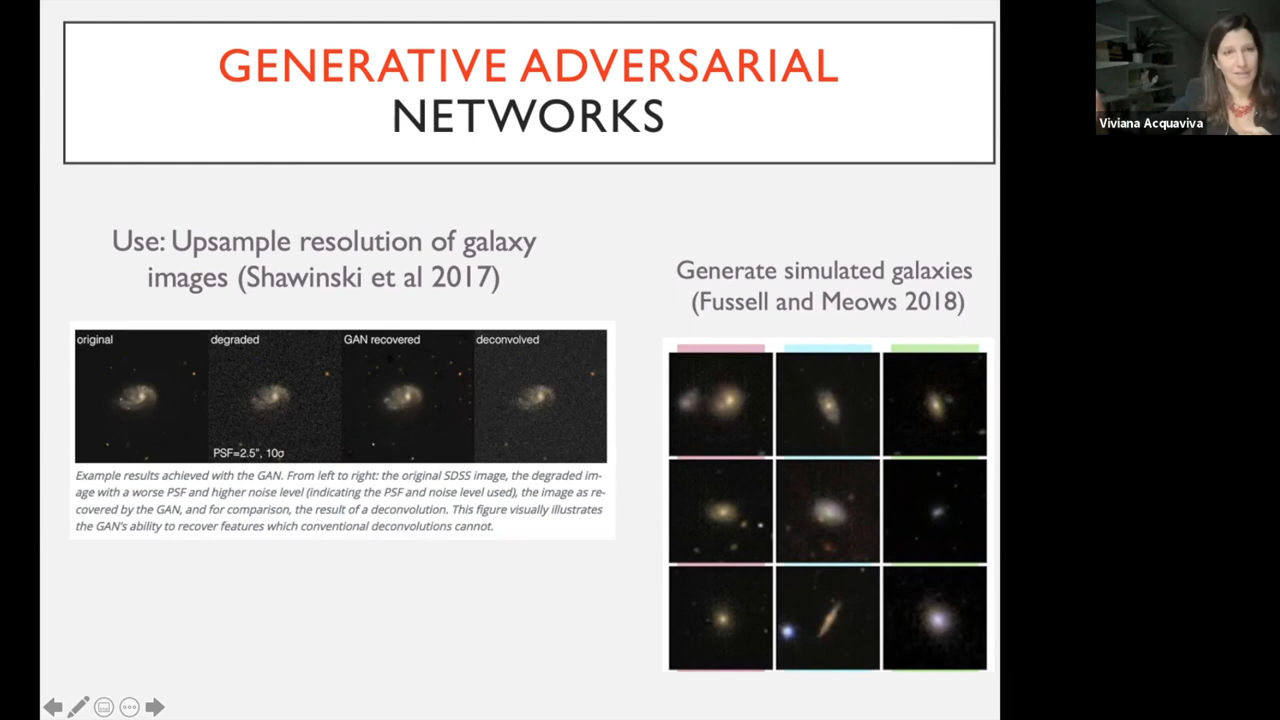 GENERATIVE ADVERSARIAL
NETWORKS
Use: Upsample resolution of galaxy
images (Shawinski et al 2017)
original
degraded
GAN recovered
deconvolved
PSF=2.5", 10σ
Example results achieved with the GAN. From left to right: the original SDSS image, the degraded im-
age with a worse PSF and higher noise level (indicating the PSF and noise level used), the image as re-
covered by the GAN, and for comparison, the result of a deconvolution. This figure visually illustrates
the GAN's ability to recover features which conventional deconvolutions cannot.
Generate simulated galaxies
(Fussell and Meows 2018)
Viviana Acquaviva